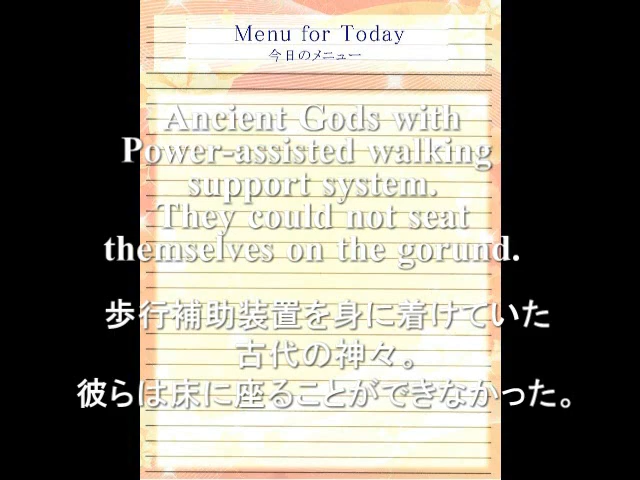 Menu for Today
今日のメニュー
Ancient Gods with
Power-assisted walking
support system.
They could not seat
themselves on the gorund.
歩行補助装置を身に着けていた
古代の神々。
彼らは床に座ることができなかった。